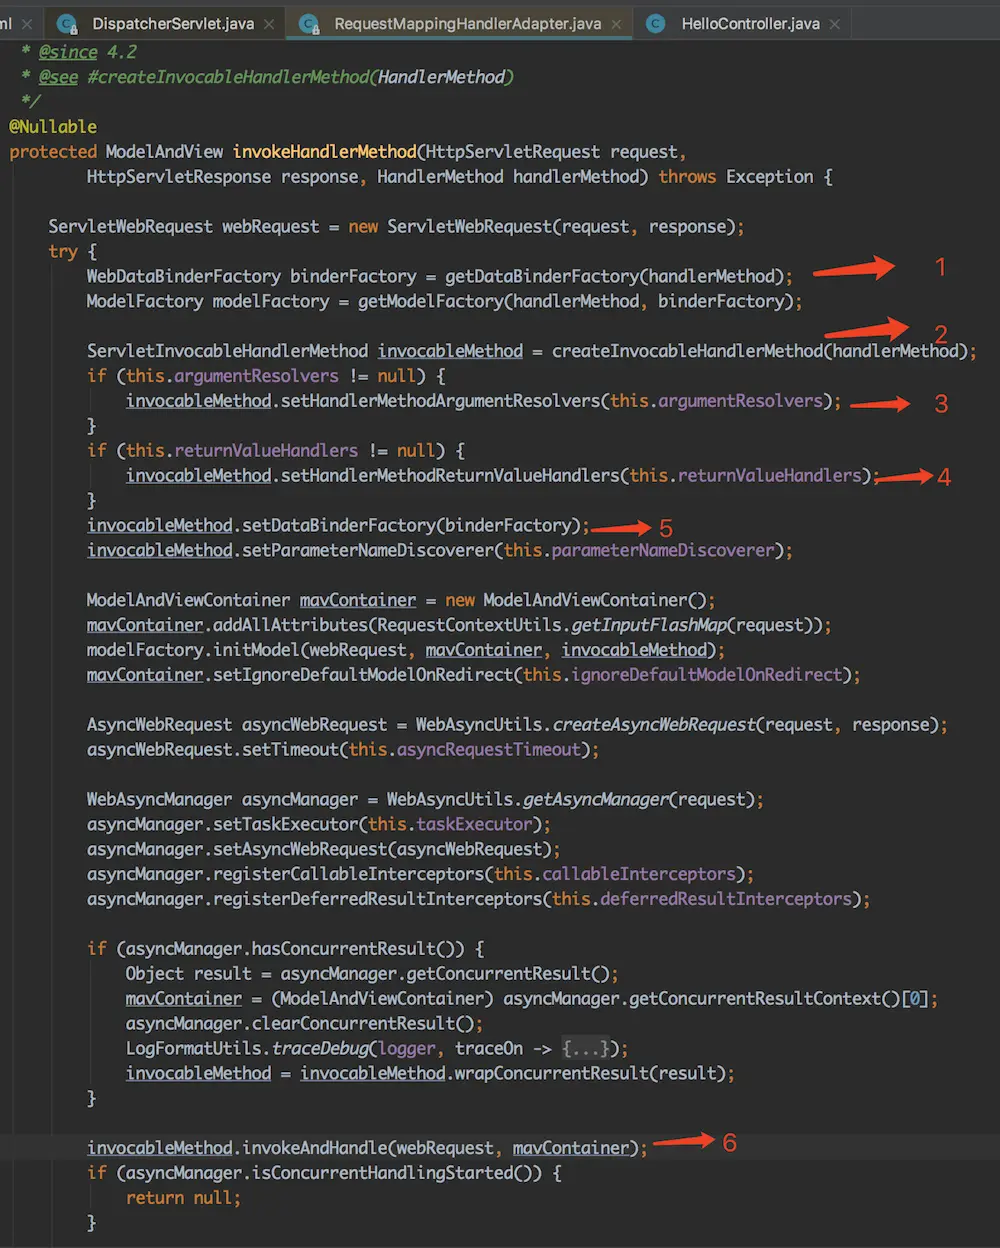 ml × DispatcherServlet.java × RequestMappingHandlerAdapter.java × HelloController.java ×
* @since 4.2
* @see #createInvocableHandlerMethod(HandlerMethod)
*/
@Nullable
protected ModelAndView invokeHandlerMethod(HttpServletRequest request,
HttpServletResponse response, HandlerMethod handlerMethod) throws Exception {
ServletWebRequest webRequest = new ServletWebRequest(request, response);
try {
WebDataBinderFactory binderFactory = getDataBinderFactory(handlerMethod); 1
ModelFactory modelFactory = getModelFactory(handlerMethod, binderFactory);
2
ServletInvocableHandlerMethod invocableMethod = createInvocableHandlerMethod(handlerMethod);
if (this.argumentResolvers != null) {
invocableMethod.setHandlerMethodArgumentResolvers(this.argumentResolvers); 3
}
if (this.returnValueHandlers != null) {
invocableMethod.setHandlerMethodReturnValueHandlers(this.returnValueHandlers); 4
}
invocableMethod.setDataBinderFactory(binderFactory); 5
invocableMethod.setParameterNameDiscoverer(this.parameterNameDiscoverer);
ModelAndViewContainer mavContainer = new ModelAndViewContainer();
mavContainer.addAllAttributes(RequestContextUtils.getInputFlashMap(request));
modelFactory.initModel(webRequest, mavContainer, invocableMethod);
mavContainer.setIgnoreDefaultModelOnRedirect(this.ignoreDefaultModelOnRedirect);
AsyncWebRequest asyncWebRequest = WebAsyncUtils.createAsyncWebRequest(request, response);
asyncWebRequest.setTimeout(this.asyncRequestTimeout);
WebAsyncManager asyncManager = WebAsyncUtils.getAsyncManager(request);
asyncManager.setTaskExecutor(this.taskExecutor);
asyncManager.setAsyncWebRequest(asyncWebRequest);
asyncManager.registerCallableInterceptors(this.callableInterceptors);
asyncManager.registerDeferredResultInterceptors(this.deferredResultInterceptors);
if (asyncManager.hasConcurrentResult()) {
Object result = asyncManager.getConcurrentResult();
mavContainer = (ModelAndViewContainer) asyncManager.getConcurrentResultContext()[0];
asyncManager.clearConcurrentResult();
LogFormatUtils.traceDebug(logger, traceOn -> {...});
invocableMethod = invocableMethod.wrapConcurrentResult(result);
}
invocableMethod.invokeAndHandle(webRequest, mavContainer); 6
if (asyncManager.isConcurrentHandlingStarted()) {
return null;
}